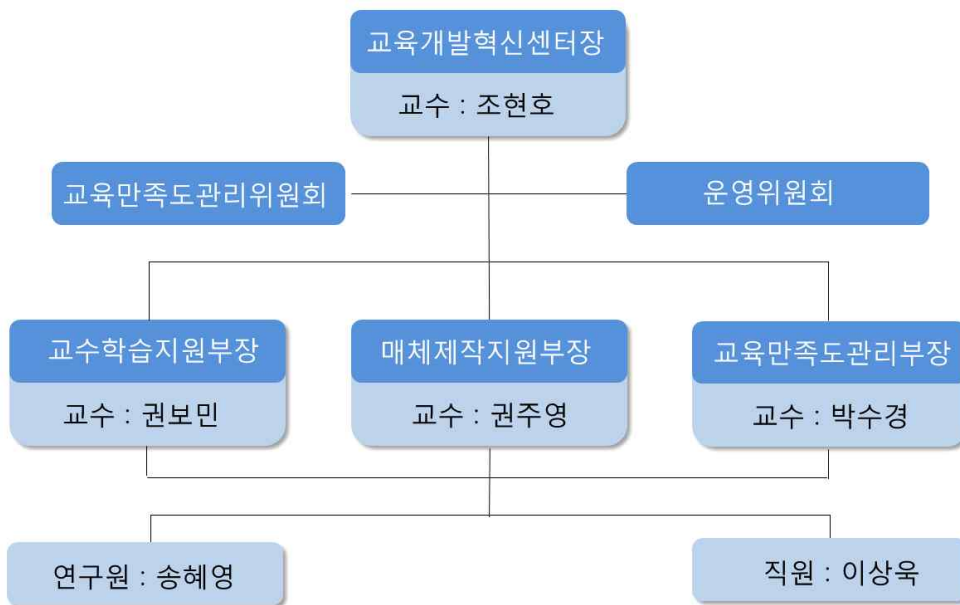 교육개발혁신센터장
교수 : 조현호
교육만족도관리위원회
운영위원회
교수학습지원부장
교수 : 권보민
매체제작지원부장
교수 : 권주영
교육만족도관리부장
교수 : 박수경
연구원 : 송혜영
직원 : 이상욱